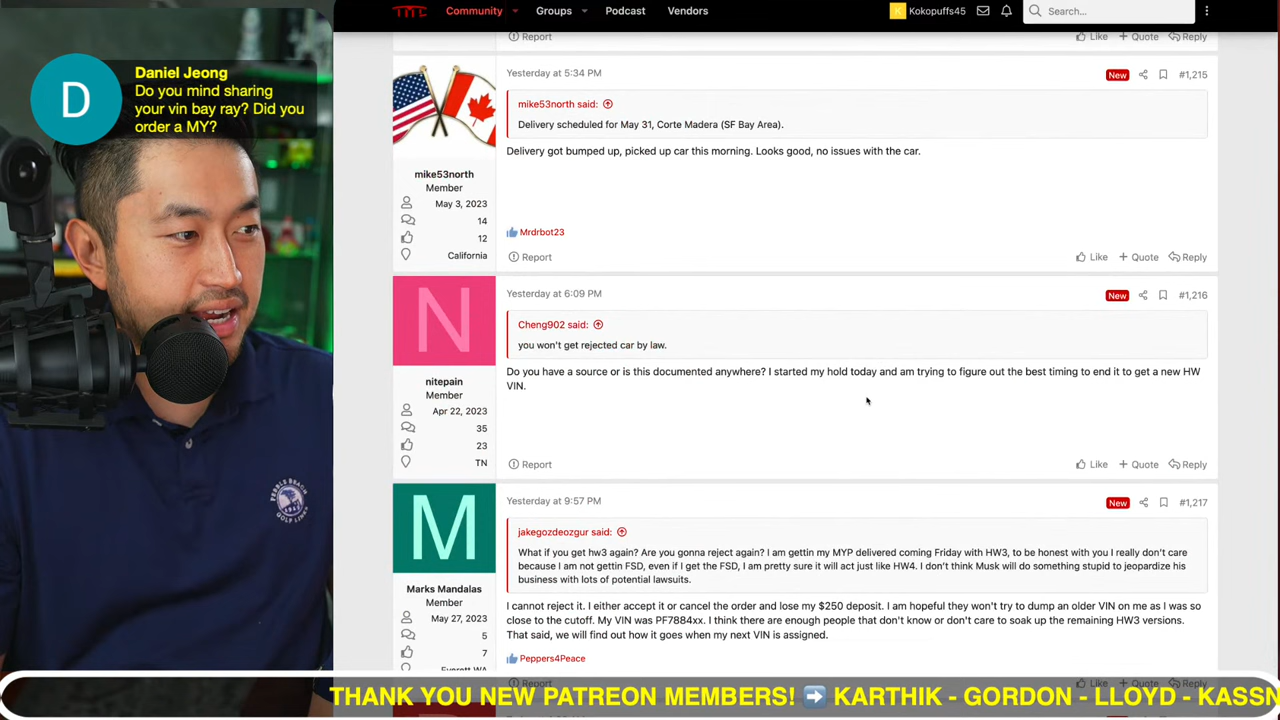 Daniel Jeong
Do you mind sharing
your vin bay ray? Did you
order a MY?
TMC
Community
Groups
Podcast
Vendors
K
Kokopuffs45
Search...
Report
Like
+ Quote
Reply
Yesterday at 5:34 PM
New
#1,215
mike53north said:
Delivery scheduled for May 31, Corte Madera (SF Bay Area).
Delivery got bumped up, picked up car this morning. Looks good, no issues with the car.
mike53north
Member
May 3, 2023
14
12
California
Mrdrbot23
Report
Like
+ Quote
Reply
N
Yesterday at 6:09 PM
New
#1,216
Cheng902 said:
you won't get rejected car by law.
Do you have a source or is this documented anywhere? I started my hold today and am trying to figure out the best timing to end it to get a new HW
VIN.
nitepain
Member
Apr 22, 2023
35
23
TN
Report
Like
+ Quote
Reply
M
Yesterday at 9:57 PM
New
#1,217
jakegozdeozgur said:
What if you get hw3 again? Are you gonna reject again? I am gettin my MYP delivered coming Friday with HW3, to be honest with you I really don't care
because I am not gettin FSD, even if I get the FSD, I am pretty sure it will act just like HW4. I don't think Musk will do something stupid to jeopardize his
business with lots of potential lawsuits.
Marks Mandalas
Member
May 27, 2023
5
7
Everett WA
I cannot reject it. I either accept it or cancel the order and lose my $250 deposit. I am hopeful they won't try to dump an older VIN on me as I was so
close to the cutoff. My VIN was PF7884xx. I think there are enough people that don't know or don't care to soak up the remaining HW3 versions.
That said, we will find out how it goes when my next VIN is assigned.
Peppers4Peace
D
PEBBLE BEACH
GOLF LINKS
THANK YOU NEW PATREON MEMBERS! ➡ KARTHIK - GORDON - LLOYD - KASSN